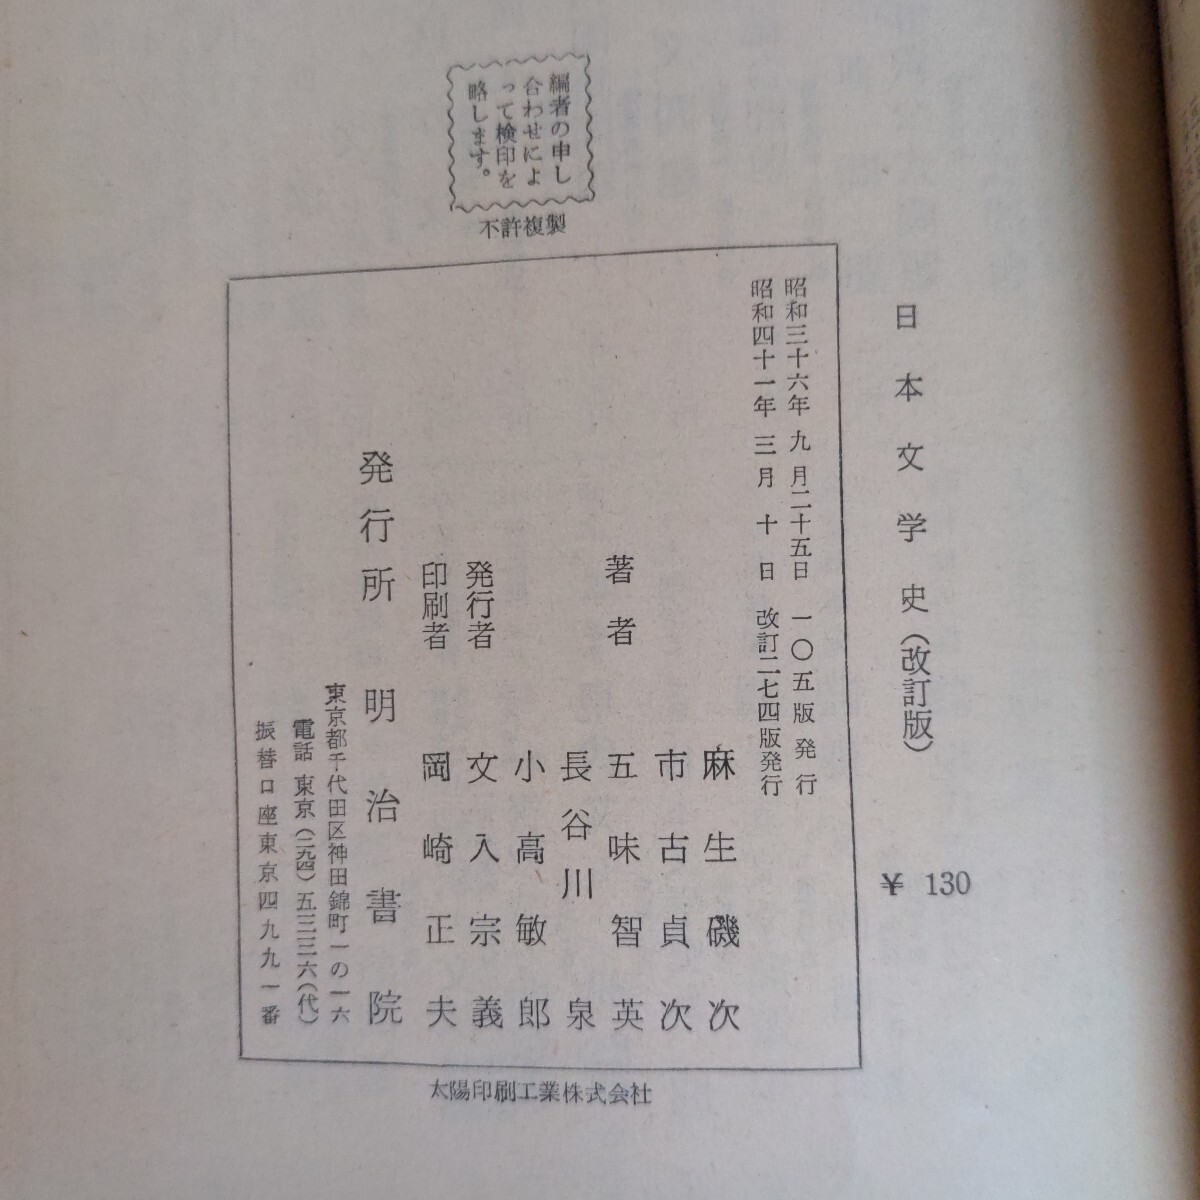 編者の申し
合わせによ
って検印を
略します。
不許複製
日本文学史（改訂版）
¥ 130
昭和三十六年九月二十五日 一〇五版発行
昭和四十一年三月十日 改訂二七四版発行
著者
麻生磯次
市古貞次
五味智英
長谷川泉
小高敏郎
発行者 文入宗義
印刷者 岡崎正夫
発行所 明治書院
東京都千代田区神田錦町一の一六
電話 東京（二九四）五三三六（代）
振替口座東京四九九一番
太陽印刷工業株式会社